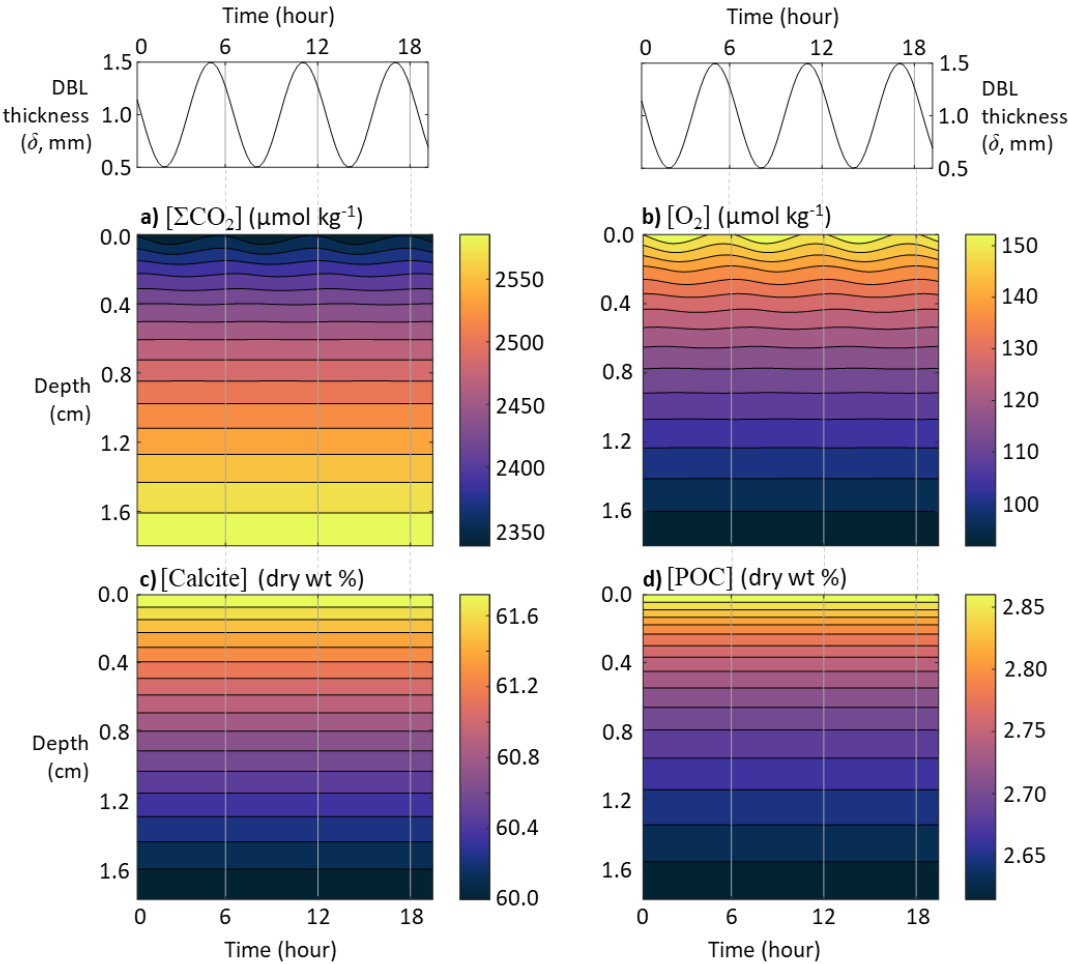 Time (hour)
0 6 12 18
DBL thickness (δ, mm)
1.5
1.0
0.5
Time (hour)
0 6 12 18
1.5
1.0
0.5
DBL thickness (δ, mm)
a) [ΣCO₂] (μmol kg⁻¹)
Depth (cm)
0.0
0.4
0.8
1.2
1.6
2550
2500
2450
2400
2350
b) [O₂] (μmol kg⁻¹)
0.0
0.4
0.8
1.2
1.6
150
140
130
120
110
100
c) [Calcite] (dry wt %)
Depth (cm)
0.0
0.4
0.8
1.2
1.6
61.6
61.2
60.8
60.4
60.0
0 6 12 18
Time (hour)
d) [POC] (dry wt %)
0.0
0.4
0.8
1.2
1.6
2.85
2.80
2.75
2.70
2.65
0 6 12 18
Time (hour)